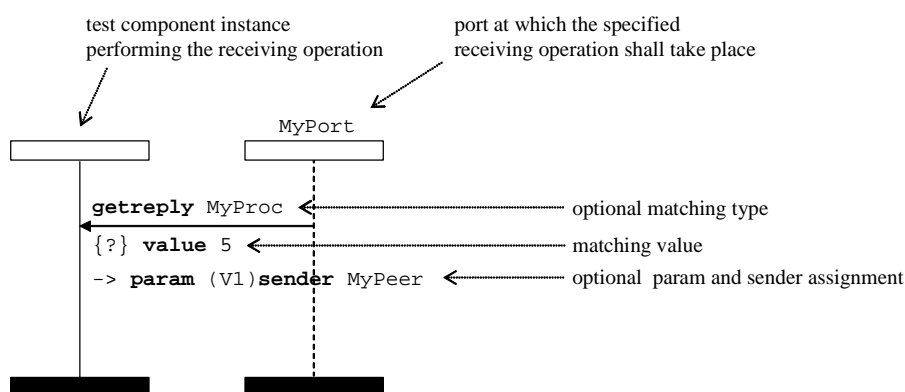 test component instance
performing the receiving operation
port at which the specified
receiving operation shall take place
MyPort
getreply MyProc
optional matching type
{?} value 5
matching value
-> param (V1)sender MyPeer
optional param and sender assignment